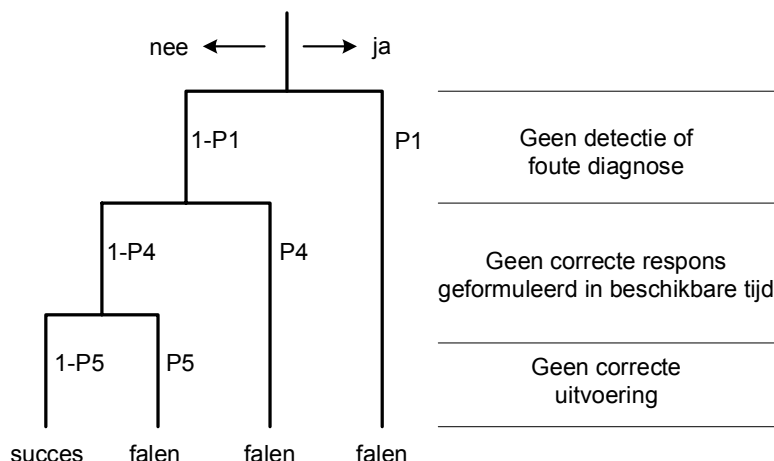 nee
ja
1-P1
P1
Geen detectie of
foute diagnose
1-P4
P4
Geen correcte respons
geformuleerd in beschikbare tijd
1-P5
P5
Geen correcte
uitvoering
succes
falen
falen
falen